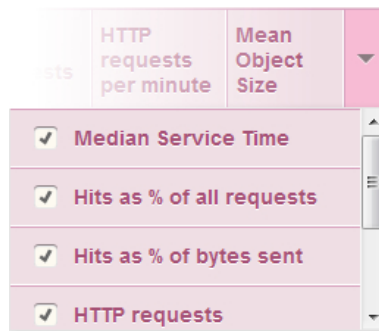 HTTP
requests
per minute
Mean
Object
Size
Median Service Time
Hits as % of all requests
Hits as % of bytes sent
HTTP requests